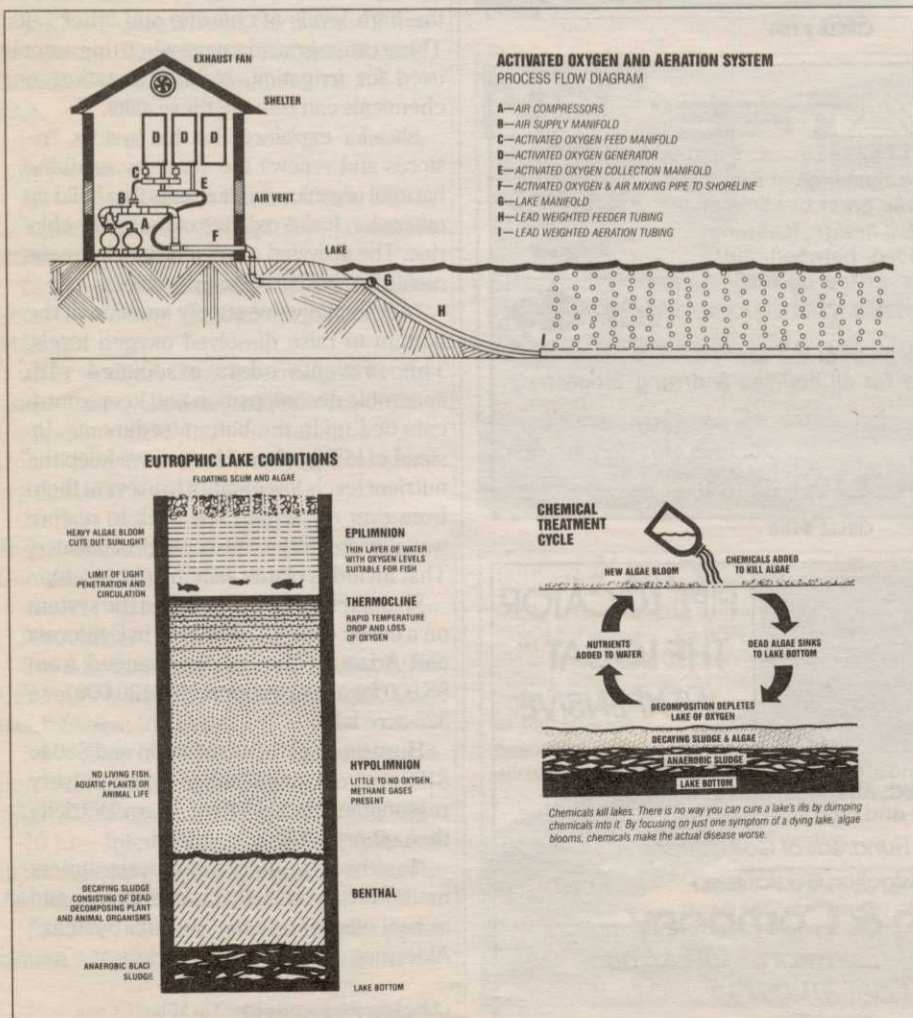 EXHAUST FAN
SHELTER
D
D
D
C
B
E
AIR VENT
A
F
LAKE
G
H
I
ACTIVATED OXYGEN AND AERATION SYSTEM
PROCESS FLOW DIAGRAM
A—AIR COMPRESSORS
B—AIR SUPPLY MANIFOLD
C—ACTIVATED OXYGEN FEED MANIFOLD
D—ACTIVATED OXYGEN GENERATOR
E—ACTIVATED OXYGEN COLLECTION MANIFOLD
F—ACTIVATED OXYGEN & AIR MIXING PIPE TO SHORELINE
G—LAKE MANIFOLD
H—LEAD WEIGHTED FEEDER TUBING
I—LEAD WEIGHTED AERATION TUBING
EUTROPHIC LAKE CONDITIONS
FLOATING SCUM AND ALGAE
HEAVY ALGAE BLOOM
CUTS OUT SUNLIGHT
LIMIT OF LIGHT
PENETRATION AND
CIRCULATION
NO LIVING FISH,
AQUATIC PLANTS OR
ANIMAL LIFE
DECAYING SLUDGE
CONSISTING OF DEAD
DECOMPOSING PLANT
AND ANIMAL ORGANISMS
ANAEROBIC BLACI
SLUDGE
EPILIMNION
THIN LAYER OF WATER
WITH OXYGEN LEVELS
SUITABLE FOR FISH
THERMOCLINE
RAPID TEMPERATURE
DROP AND LOSS
OF OXYGEN
HYPOLIMNION
LITTLE TO NO OXYGEN,
METHANE GASES
PRESENT
BENTHAL
LAKE BOTTOM
CHEMICAL
TREATMENT
CYCLE
NEW ALGAE BLOOM
CHEMICALS ADDED
TO KILL ALGAE
NUTRIENTS
ADDED TO WATER
DEAD ALGAE SINKS
TO LAKE BOTTOM
DECOMPOSITION DEPLETES
LAKE OF OXYGEN
DECAYING SLUDGE & ALGAE
ANAEROBIC SLUDGE
LAKE BOTTOM
Chemicals kill lakes. There is no way you can cure a lake's ills by dumping
chemicals into it. By focusing on just one symptom of a dying lake, algae
blooms, chemicals make the actual disease worse.